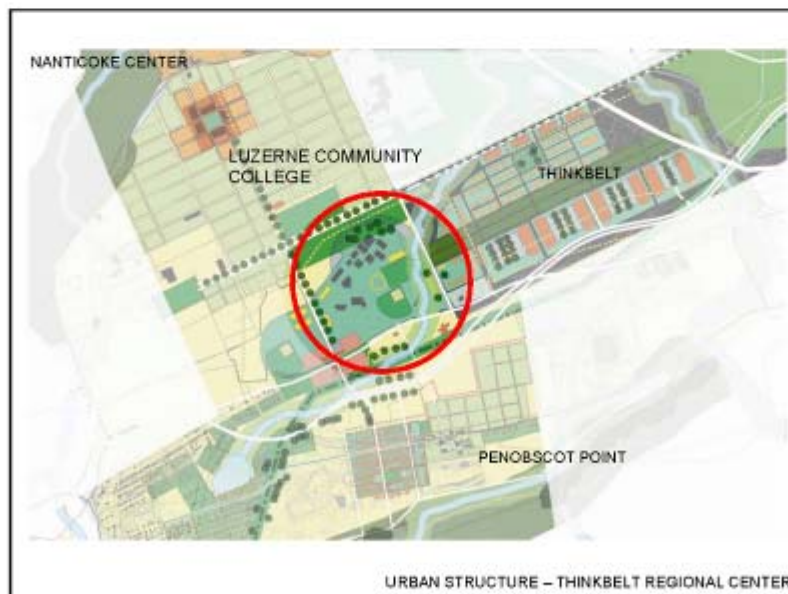 NANTICOKE CENTER
LUZERNE COMMUNITY
COLLEGE
THINKBELT
PENOBSCOT POINT
URBAN STRUCTURE – THINKBELT REGIONAL CENTER